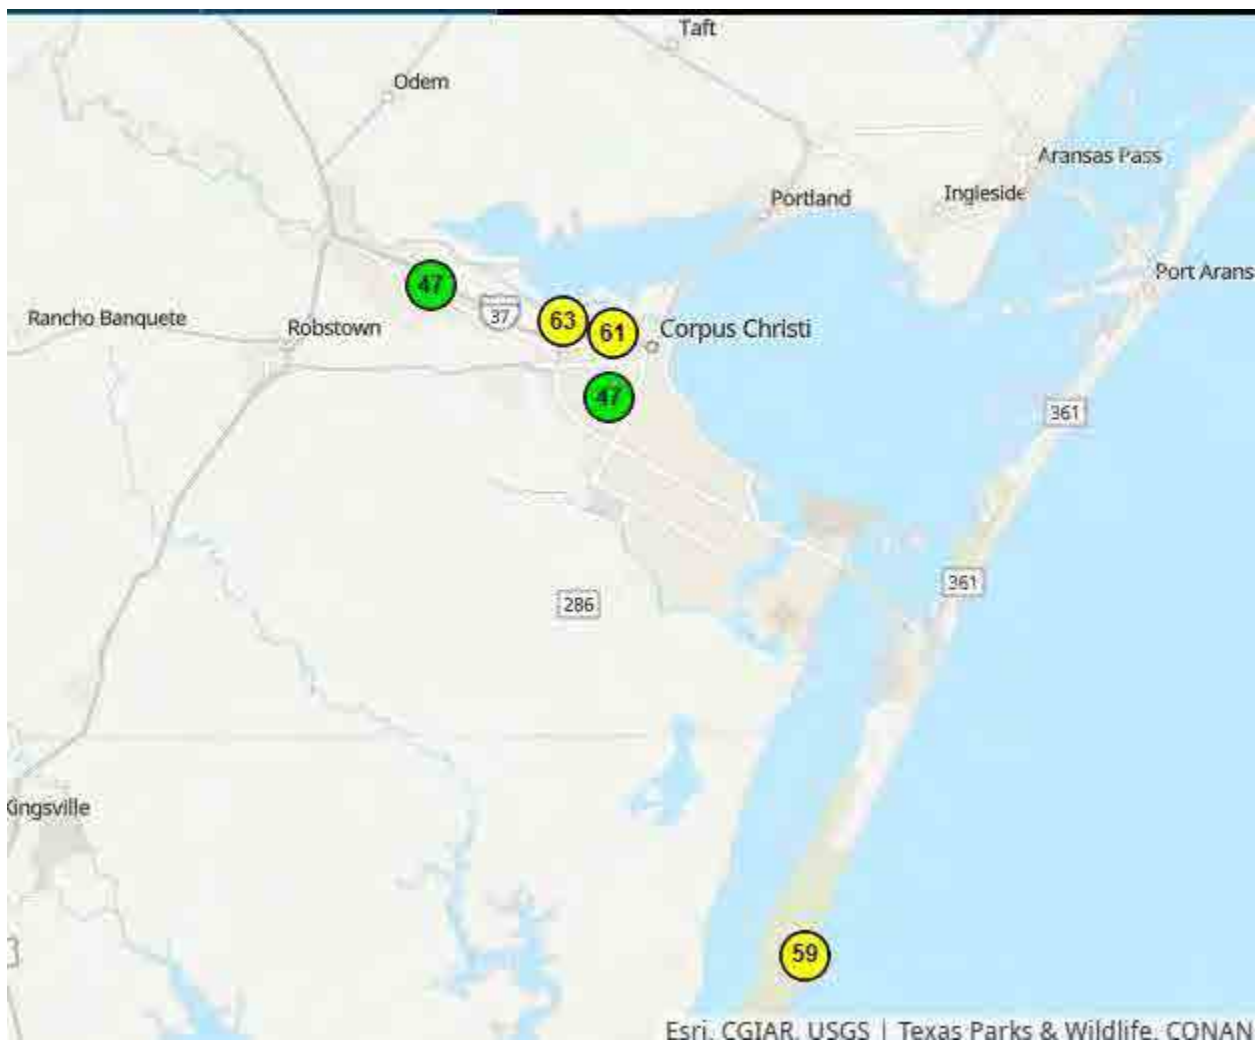 Taft
Odem
Aransas Pass
Portland
Ingleside
Port Arans
47
37
63
61
Corpus Christi
Rancho Banquete
Robstown
47
361
361
286
Kingsville
59
Esri, CGIAR, USGS | Texas Parks & Wildlife, CONAN